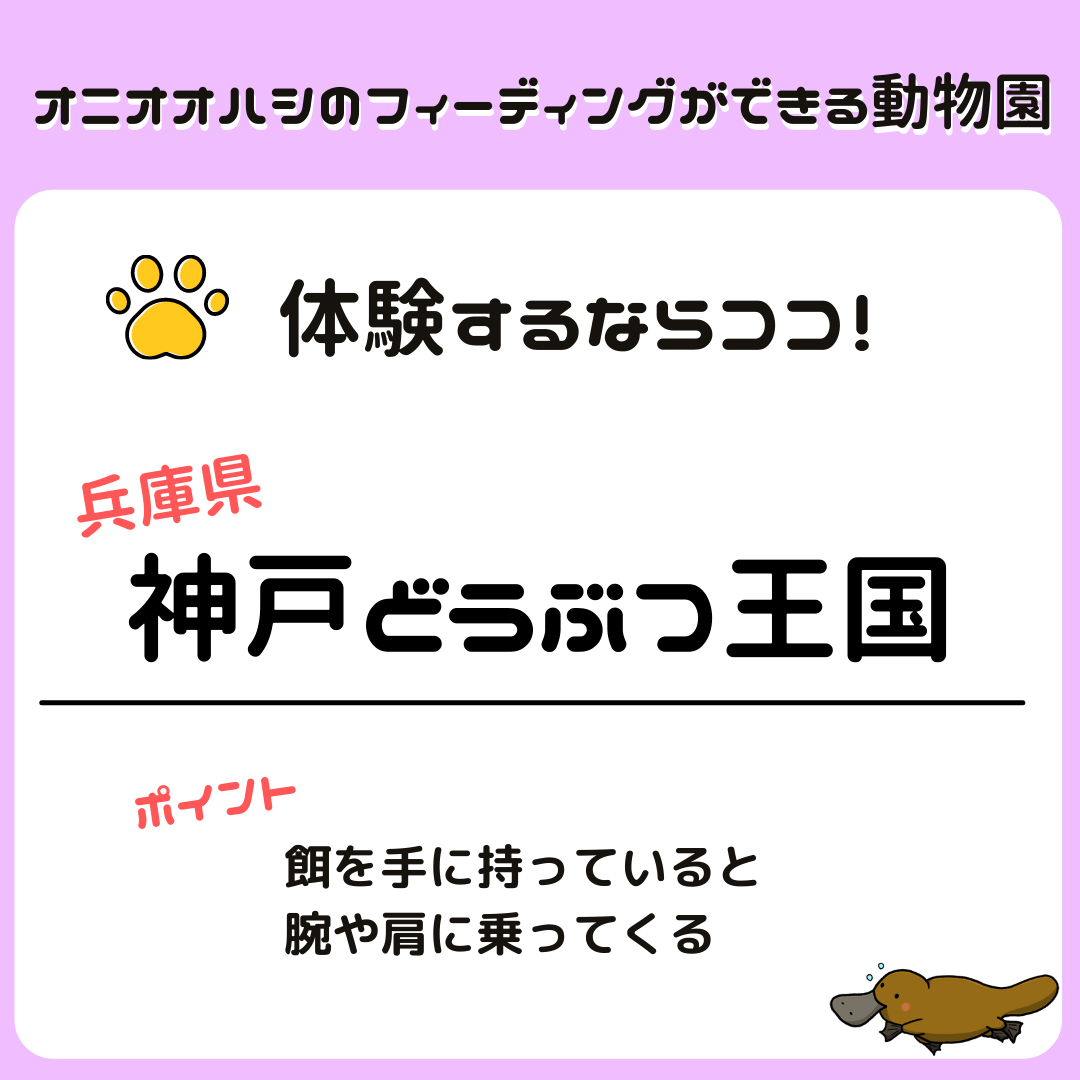 オニオオハシのフィーディングができる動物園
体験するならココ!
兵庫県
神戸どうぶつ王国
ポイント
餌を手に持っていると
腕や肩に乗ってくる